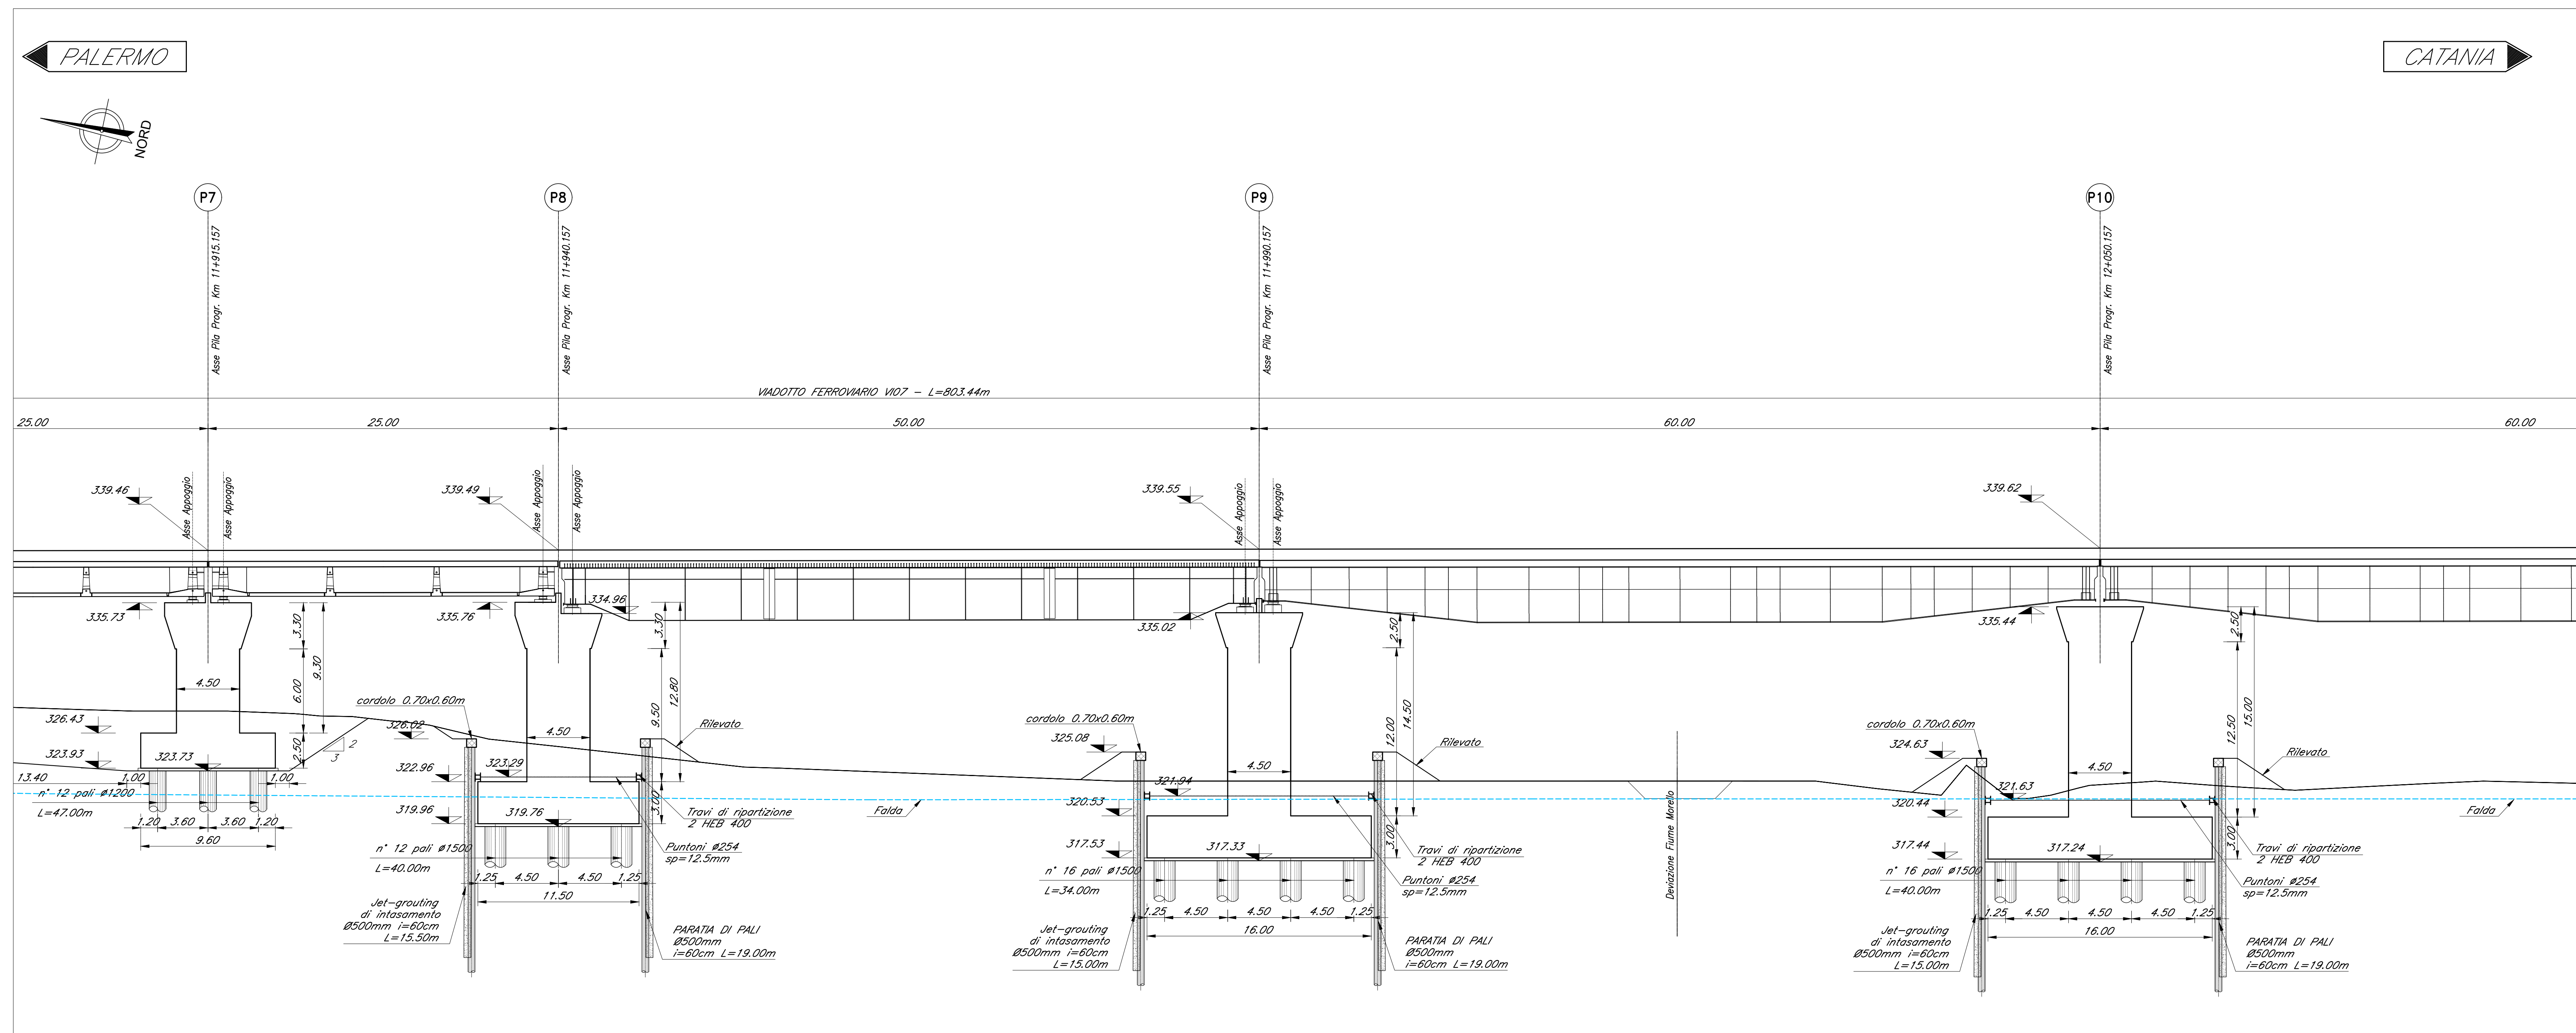 PALERMO
CATANIA
NORD
P7
P8
P9
P10
Asse Pila Progr. Km 11+915.157
Asse Pila Progr. Km 11+940.157
Asse Pila Progr. Km 11+990.157
Asse Pila Progr. Km 12+050.157
VIADOTTO FERROVIARIO VI07 - L=803.44m
25.00
25.00
50.00
60.00
60.00
339.46
Asse Appoggio
Asse Appoggio
339.49
Asse Appoggio
Asse Appoggio
339.55
Asse Appoggio
Asse Appoggio
339.62
335.73
3.30
9.30
6.00
4.50
326.43
323.93
323.73
2.50
2
3
13.40
1.00
1.00
n° 12 pali ø1200
L=47.00m
1.20
3.60
3.60
1.20
9.60
335.76
334.96
3.30
12.80
9.50
cordolo 0.70x0.60m
326.02
4.50
Rilevato
322.96
323.29
319.96
319.76
3.00
Travi di ripartizione
2 HEB 400
n° 12 pali ø1500
L=40.00m
Puntoni ø254
sp=12.5mm
1.25
4.50
4.50
1.25
11.50
Jet-grouting
di intasamento
Ø500mm i=60cm
L=15.50m
PARATIA DI PALI
Ø500mm
i=60cm L=19.00m
Falda
335.02
2.50
14.50
12.00
cordolo 0.70x0.60m
325.08
4.50
Rilevato
321.94
320.53
317.53
317.33
3.00
Travi di ripartizione
2 HEB 400
n° 16 pali ø1500
L=34.00m
Puntoni ø254
sp=12.5mm
1.25
4.50
4.50
4.50
1.25
16.00
Jet-grouting
di intasamento
Ø500mm i=60cm
L=15.00m
PARATIA DI PALI
Ø500mm
i=60cm L=19.00m
Deviazione Fiume Morello
335.44
2.50
15.00
12.50
cordolo 0.70x0.60m
324.63
4.50
Rilevato
321.63
320.44
317.44
317.24
3.00
Falda
Travi di ripartizione
2 HEB 400
n° 16 pali ø1500
L=40.00m
Puntoni ø254
sp=12.5mm
1.25
4.50
4.50
4.50
1.25
16.00
Jet-grouting
di intasamento
Ø500mm i=60cm
L=15.00m
PARATIA DI PALI
Ø500mm
i=60cm L=19.00m